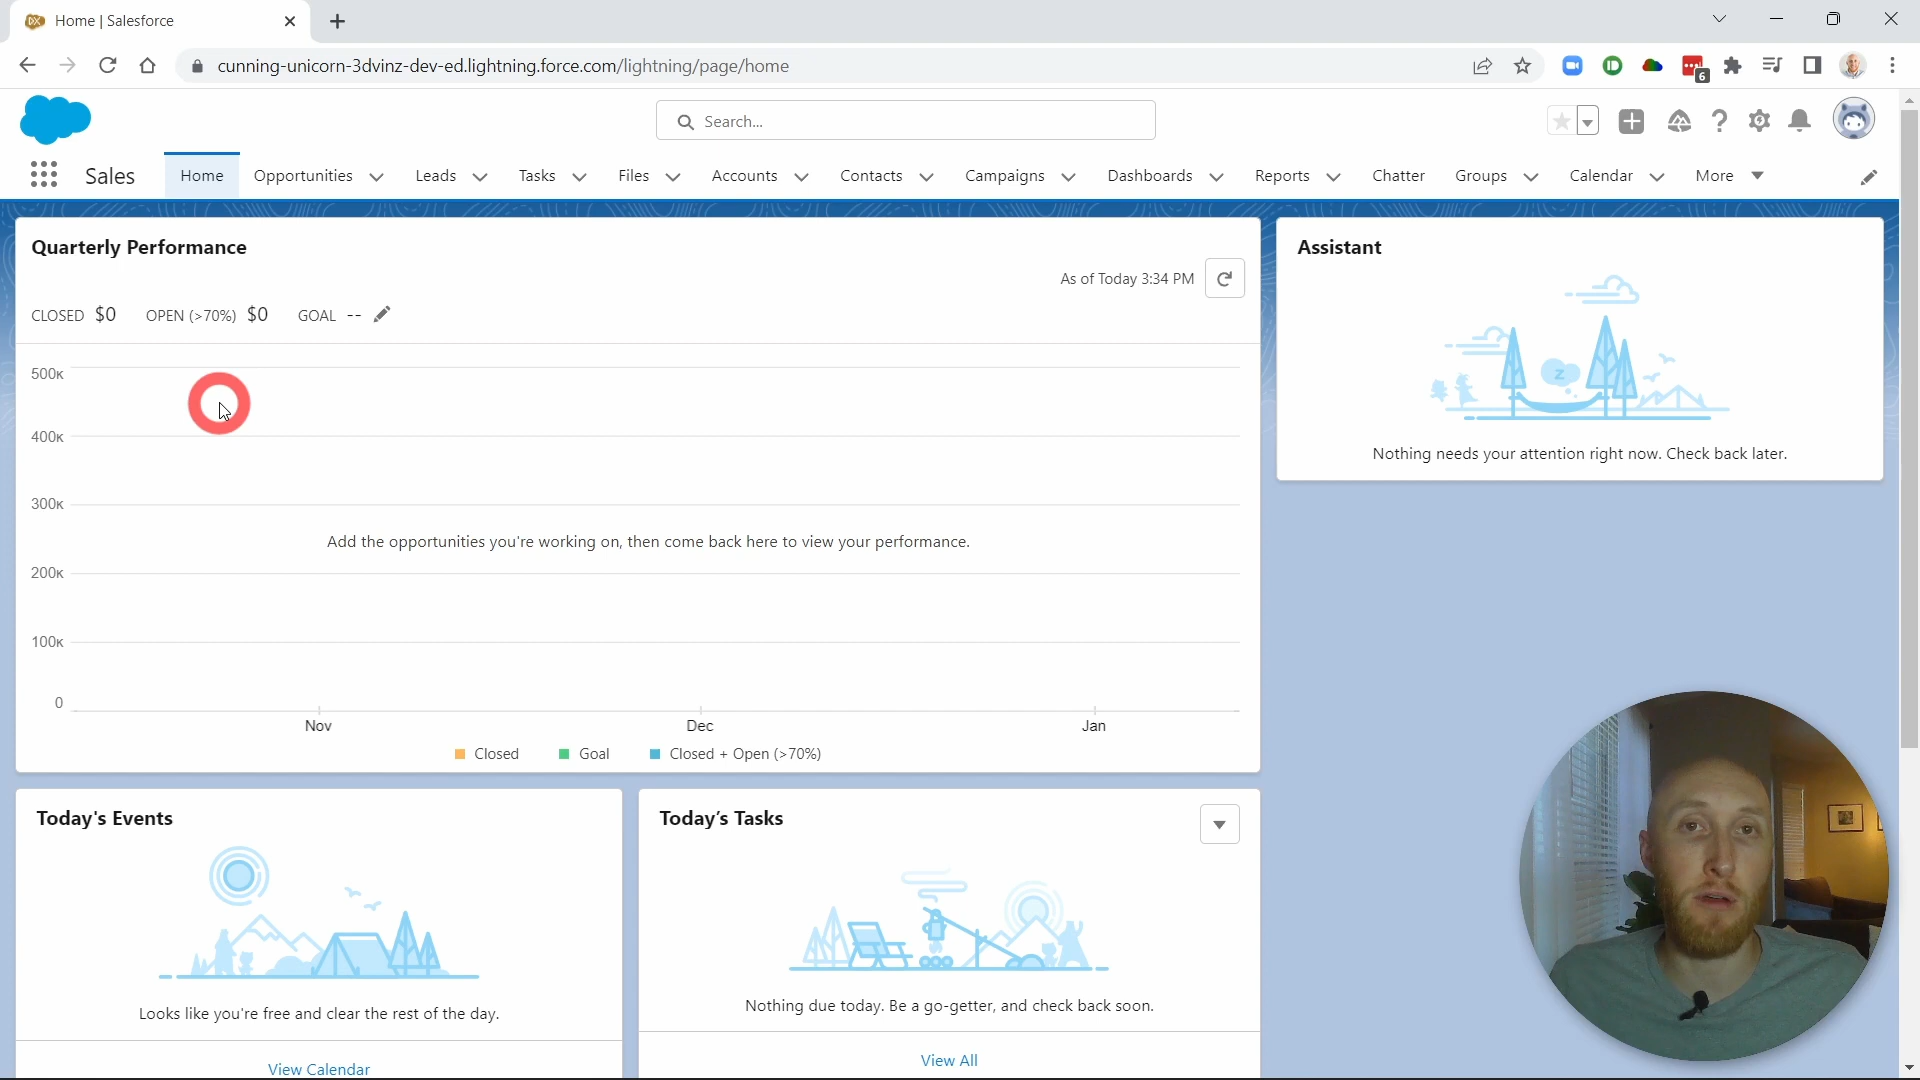 Home | Salesforce
cunning-unicorn-3dvinz-dev-ed.lightning.force.com/lightning/page/home
6
Search...
Sales
Home
Opportunities
Leads
Tasks
Files
Accounts
Contacts
Campaigns
Dashboards
Reports
Chatter
Groups
Calendar
More
Quarterly Performance
As of Today 3:34 PM
CLOSED $0 OPEN (>70%) $0 GOAL --
500K
400K
300K
Add the opportunities you're working on, then come back here to view your performance.
200K
100K
0
Nov Dec Jan
Closed Goal Closed + Open (>70%)
Assistant
z
Nothing needs your attention right now. Check back later.
Today's Events
Looks like you're free and clear the rest of the day.
View Calendar
Today's Tasks
Nothing due today. Be a go-getter, and check back soon.
View All